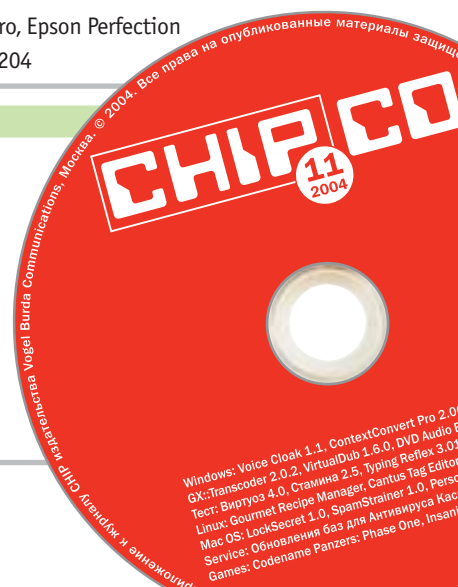 ro, Epson Perfection
204
приложение к журналу CHIP издательства Vogel Burda Communications, Москва. © 2004. Все права на опубликованные материалы защищ
CHIP CD
11
2004
Windows: Voice Cloak 1.1, ContextConvert Pro 2.0
GX::Transcoder 2.0.2, VirtualDub 1.6.0, DVD Audio
Тест: Виртуоз 4.0, Стамина 2.5, Typing Reflex 3.01
Linux: Gourmet Recipe Manager, Cantus Tag Editor
Mac OS: LockSecret 1.0, SpamStrainer 1.0, Perso
Service: Обновления баз для Антивируса Кас
Games: Codename Panzers: Phase One, Insani